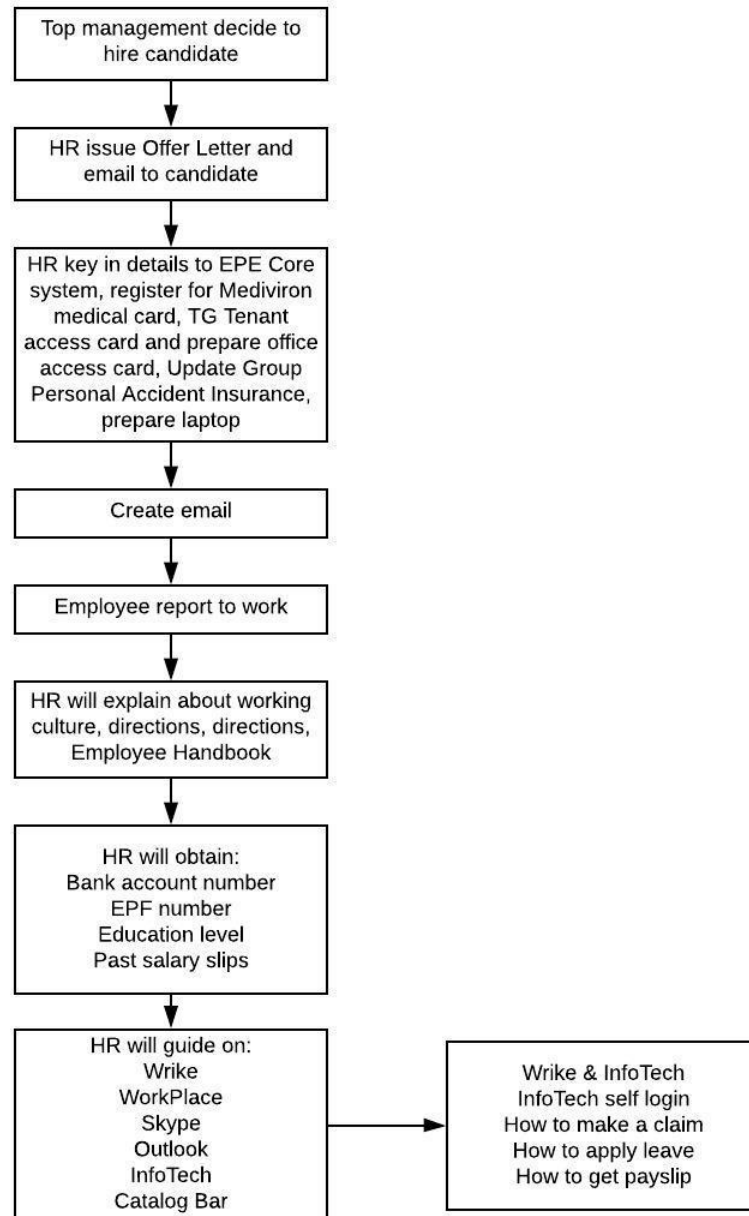 Top management decide to
hire candidate
HR issue Offer Letter and
email to candidate
HR key in details to EPE Core
system, register for Mediviron
medical card, TG Tenant
access card and prepare office
access card, Update Group
Personal Accident Insurance,
prepare laptop
Create email
Employee report to work
HR will explain about working
culture, directions, directions,
Employee Handbook
HR will obtain:
Bank account number
EPF number
Education level
Past salary slips
HR will guide on:
Wrike
WorkPlace
Skype
Outlook
InfoTech
Catalog Bar
Wrike & InfoTech
InfoTech self login
How to make a claim
How to apply leave
How to get payslip